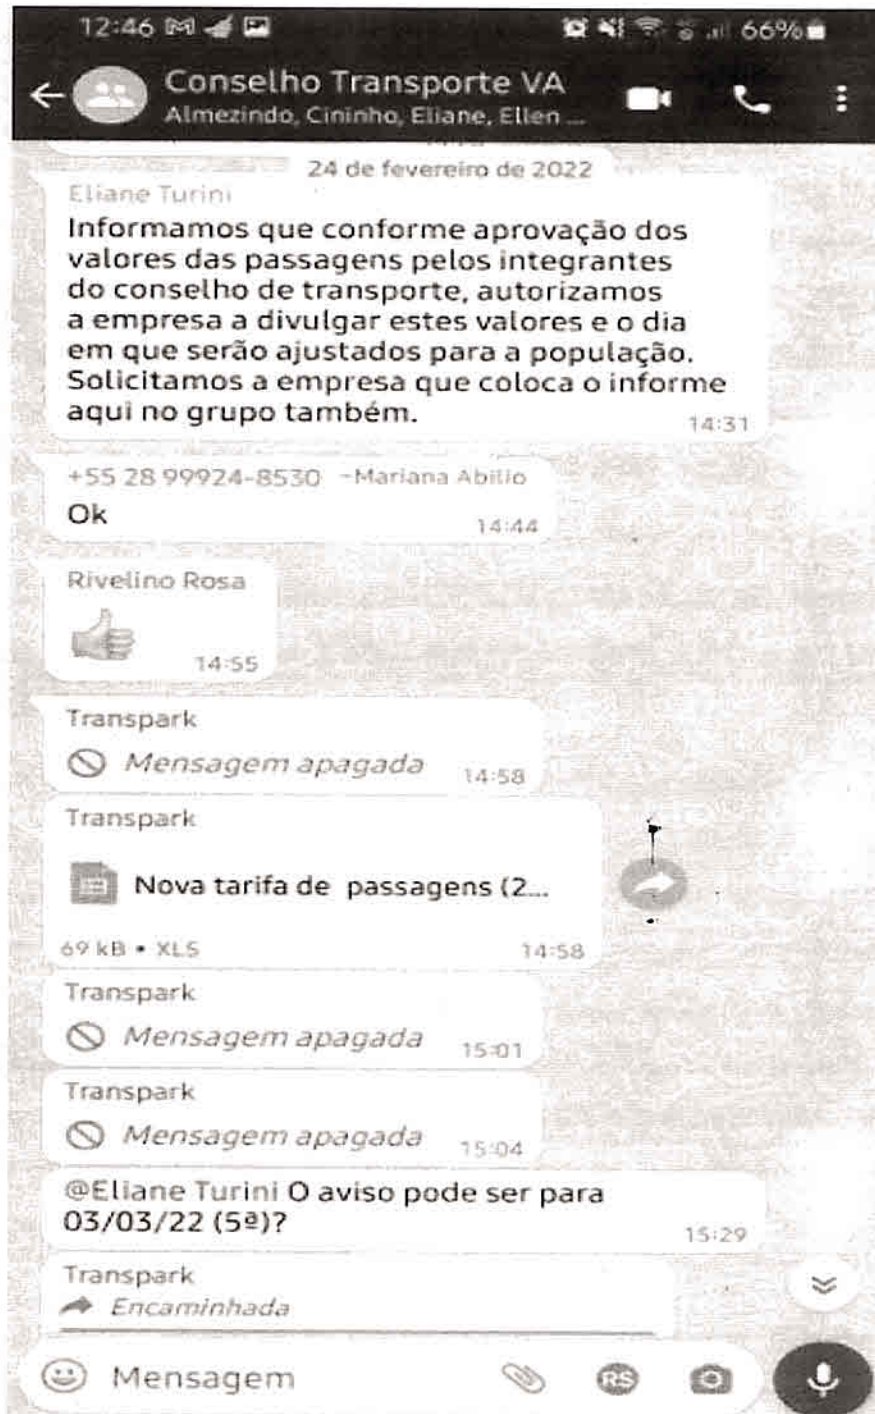 12:46 66%
Conselho Transporte VA
Almezindo, Cininho, Eliane, Ellen ...
24 de fevereiro de 2022
Eliane Turini
Informamos que conforme aprovação dos
valores das passagens pelos integrantes
do conselho de transporte, autorizamos
a empresa a divulgar estes valores e o dia
em que serão ajustados para a população.
Solicitamos a empresa que coloca o informe
aqui no grupo também.
14:31
+55 28 99924-8530 ~Mariana Abilio
Ok
14:44
Rivelino Rosa
14:55
Transpark
Mensagem apagada 14:58
Transpark
Nova tarifa de passagens (2...
69 kB • XLS 14:58
Transpark
Mensagem apagada 15:01
Transpark
Mensagem apagada 15:04
@Eliane Turini O aviso pode ser para
03/03/22 (5ª)?
15:29
Transpark
Encaminhada
Mensagem RS